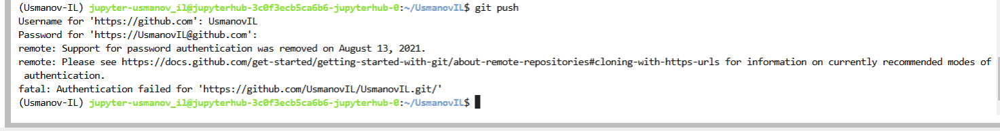 (Usmanov-IL) jupyter-usmanov_il@jupyterhub-3c0f3ecb5ca6b6-jupyterhub-0:~/UsmanovIL$ git push
Username for 'https://github.com': UsmanovIL
Password for 'https://UsmanovIL@github.com':
remote: Support for password authentication was removed on August 13, 2021.
remote: Please see https://docs.github.com/get-started/getting-started-with-git/about-remote-repositories#cloning-with-https-urls for information on currently recommended modes of
authentication.
fatal: Authentication failed for 'https://github.com/UsmanovIL/UsmanovIL.git/'
(Usmanov-IL) jupyter-usmanov_il@jupyterhub-3c0f3ecb5ca6b6-jupyterhub-0:~/UsmanovIL$